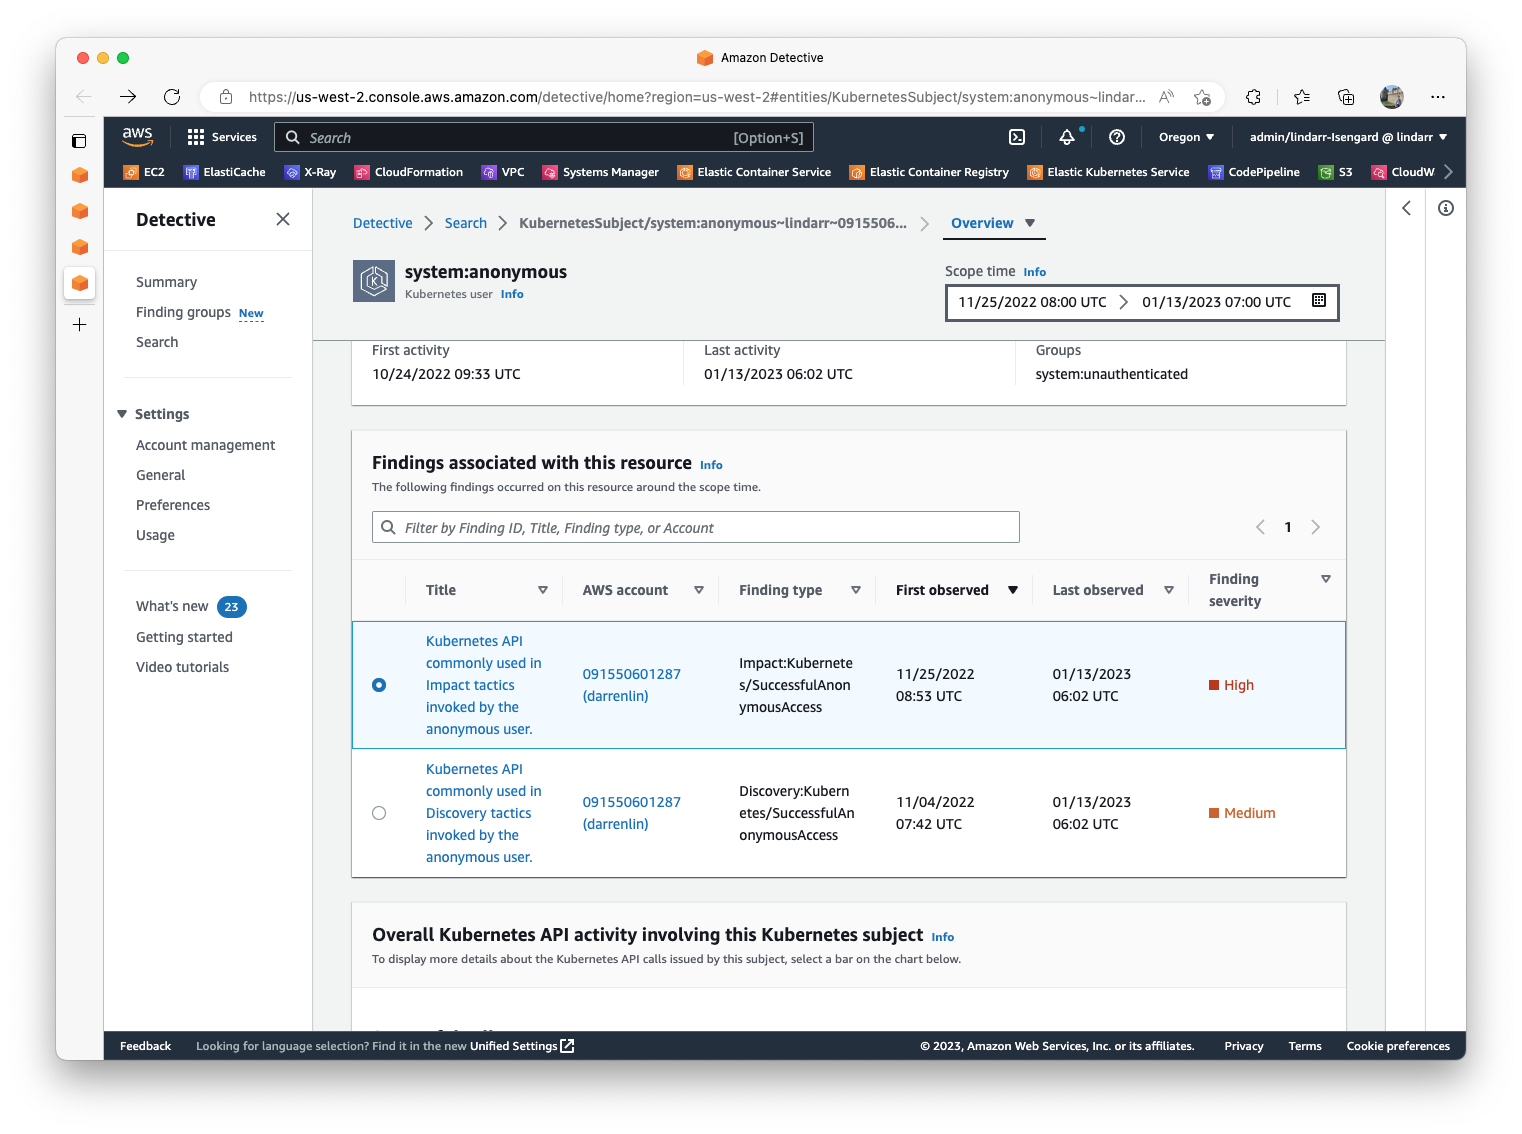 Amazon Detective
https://us-west-2.console.aws.amazon.com/detective/home?region=us-west-2#entities/KubernetesSubject/system:anonymous~lindar...
aws
Services
Search
[Option+S]
Oregon
admin/lindarr-Isengard @ lindarr
EC2
ElastiCache
X-Ray
CloudFormation
VPC
Systems Manager
Elastic Container Service
Elastic Container Registry
Elastic Kubernetes Service
CodePipeline
S3
CloudW
Detective
Summary
Finding groups New
Search
Settings
Account management
General
Preferences
Usage
What's new 23
Getting started
Video tutorials
Detective
Search
KubernetesSubject/system:anonymous~lindarr~0915506...
Overview
system:anonymous
Kubernetes user Info
Scope time Info
11/25/2022 08:00 UTC
01/13/2023 07:00 UTC
First activity
10/24/2022 09:33 UTC
Last activity
01/13/2023 06:02 UTC
Groups
system:unauthenticated
Findings associated with this resource Info
The following findings occurred on this resource around the scope time.
Filter by Finding ID, Title, Finding type, or Account
1
Title
AWS account
Finding type
First observed
Last observed
Finding
severity
Kubernetes API
commonly used in
Impact tactics
invoked by the
anonymous user.
091550601287
(darrenlin)
Impact:Kubernete
s/SuccessfulAnon
ymousAccess
11/25/2022
08:53 UTC
01/13/2023
06:02 UTC
High
Kubernetes API
commonly used in
Discovery tactics
invoked by the
anonymous user.
091550601287
(darrenlin)
Discovery:Kubern
etes/SuccessfulAn
onymousAccess
11/04/2022
07:42 UTC
01/13/2023
06:02 UTC
Medium
Overall Kubernetes API activity involving this Kubernetes subject Info
To display more details about the Kubernetes API calls issued by this subject, select a bar on the chart below.
Feedback
Looking for language selection? Find it in the new Unified Settings
© 2023, Amazon Web Services, Inc. or its affiliates.
Privacy
Terms
Cookie preferences